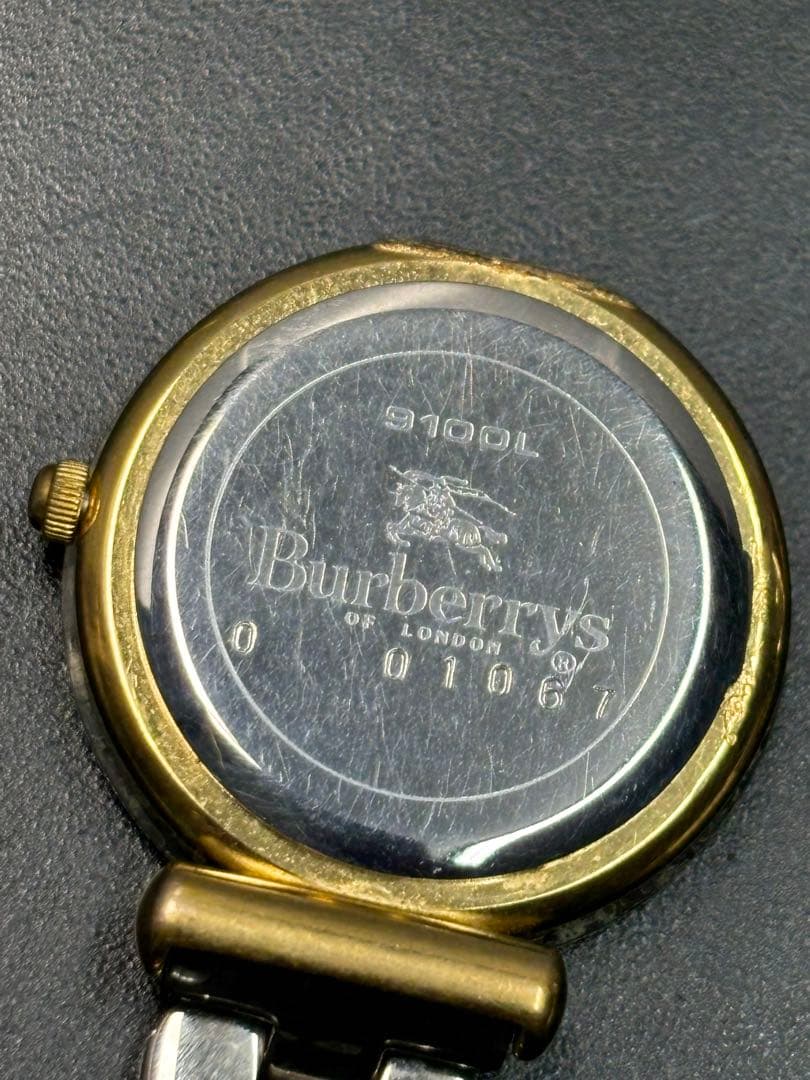 9100L
Burberrys
OF LONDON
®
0 01067